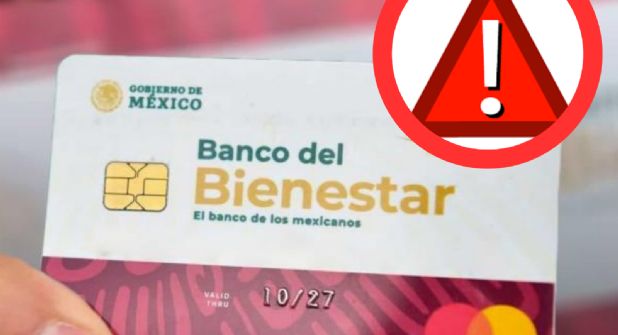 GOBIERNO DE
MÉXICO
Banco del
Bienestar
El banco de los mexicanos
VALID
THRU
10/27